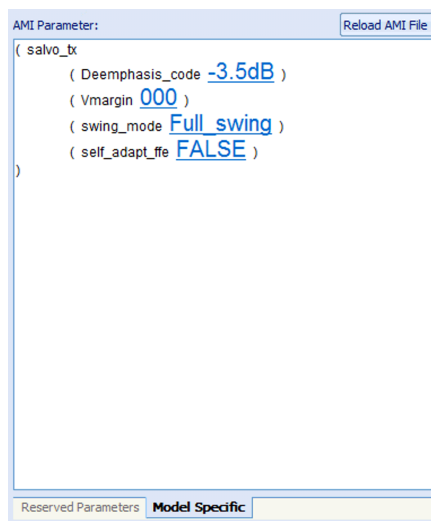 AMI Parameter: Reload AMI File
( salvo_tx
( Deemphasis_code -3.5dB )
( Vmargin 000 )
( swing_mode Full_swing )
( self_adapt_ffe FALSE )
)
Reserved Parameters Model Specific